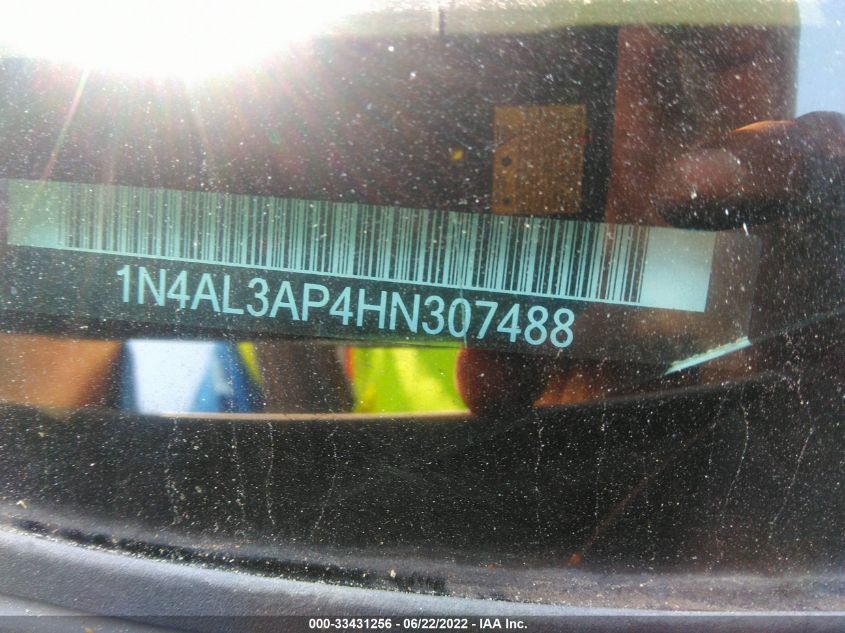 1N4AL3AP4HN307488
000-33431256 - 06/22/2022 - IAA Inc.